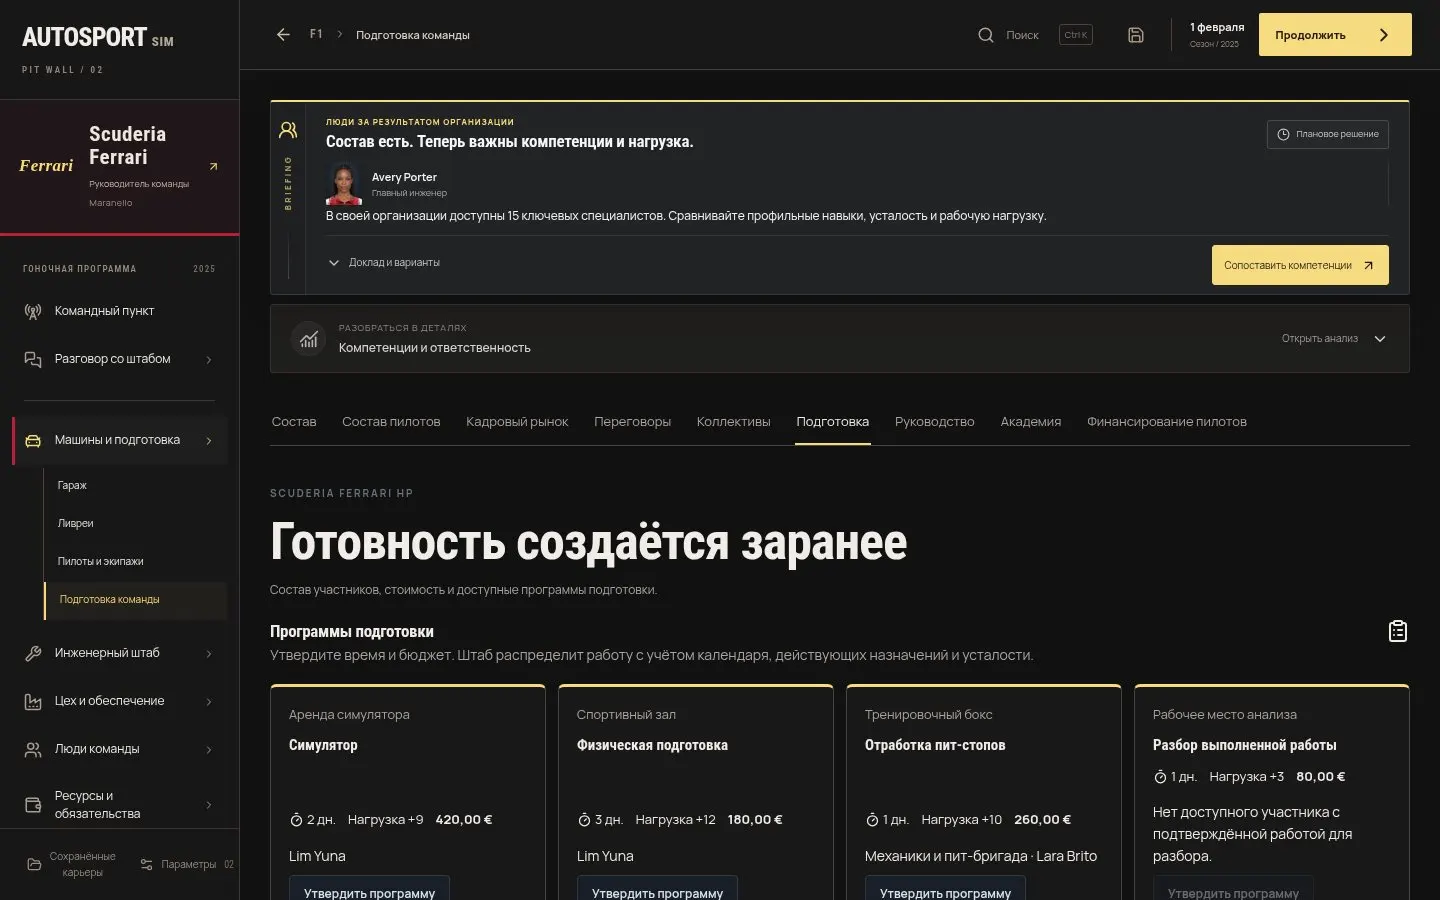 AUTOSPORT SIM
PIT WALL / 02
Ferrari
Scuderia
Ferrari
Руководитель команды
Maranello
ГОНОЧНАЯ ПРОГРАММА 2025
Командный пункт
Разговор со штабом
Машины и подготовка
Гараж
Ливреи
Пилоты и экипажи
Подготовка команды
Инженерный штаб
Цех и обеспечение
Люди команды
Ресурсы и
обязательства
Сохранённые
карьеры
Параметры 02
F1 > Подготовка команды
Поиск Ctrl K
1 февраля
Сезон / 2025
Продолжить
BRIEFING
ЛЮДИ ЗА РЕЗУЛЬТАТОМ ОРГАНИЗАЦИИ
Состав есть. Теперь важны компетенции и нагрузка.
Плановое решение
Avery Porter
Главный инженер
В своей организации доступны 15 ключевых специалистов. Сравнивайте профильные навыки, усталость и рабочую нагрузку.
Доклад и варианты
Сопоставить компетенции
РАЗОБРАТЬСЯ В ДЕТАЛЯХ
Компетенции и ответственность
Открыть анализ
Состав Состав пилотов Кадровый рынок Переговоры Коллективы Подготовка Руководство Академия Финансирование пилотов
SCUDERIA FERRARI HP
Готовность создаётся заранее
Состав участников, стоимость и доступные программы подготовки.
Программы подготовки
Утвердите время и бюджет. Штаб распределит работу с учётом календаря, действующих назначений и усталости.
Аренда симулятора
Симулятор
2 дн. Нагрузка +9 420,00 €
Lim Yuna
Утвердить программу
Спортивный зал
Физическая подготовка
3 дн. Нагрузка +12 180,00 €
Lim Yuna
Утвердить программу
Тренировочный бокс
Отработка пит-стопов
1 дн. Нагрузка +10 260,00 €
Механики и пит-бригада · Lara Brito
Утвердить программу
Рабочее место анализа
Разбор выполненной работы
1 дн. Нагрузка +3 80,00 €
Нет доступного участника с
подтверждённой работой для
разбора.
Утвердить программу